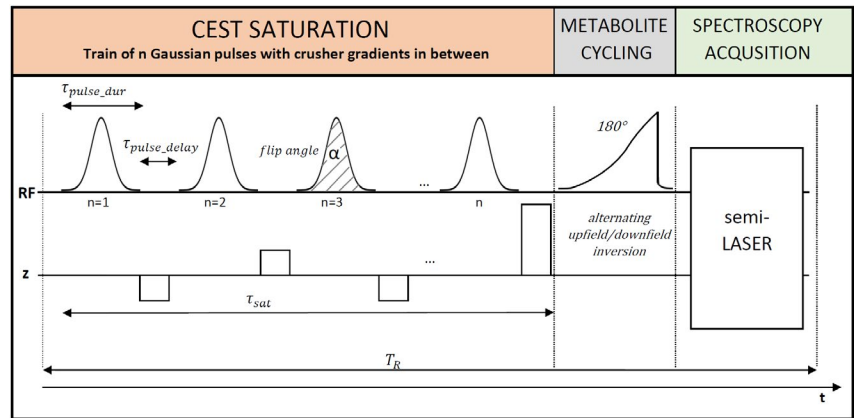 CEST SATURATION
Train of n Gaussian pulses with crusher gradients in between
METABOLITE
CYCLING
SPECTROSCOPY
ACQUSITION
τpulse_dur
τpulse_delay
flip angle
α
180°
...
RF
n=1
n=2
n=3
n
alternating
upfield/downfield
inversion
semi-
LASER
...
z
τsat
TR
t